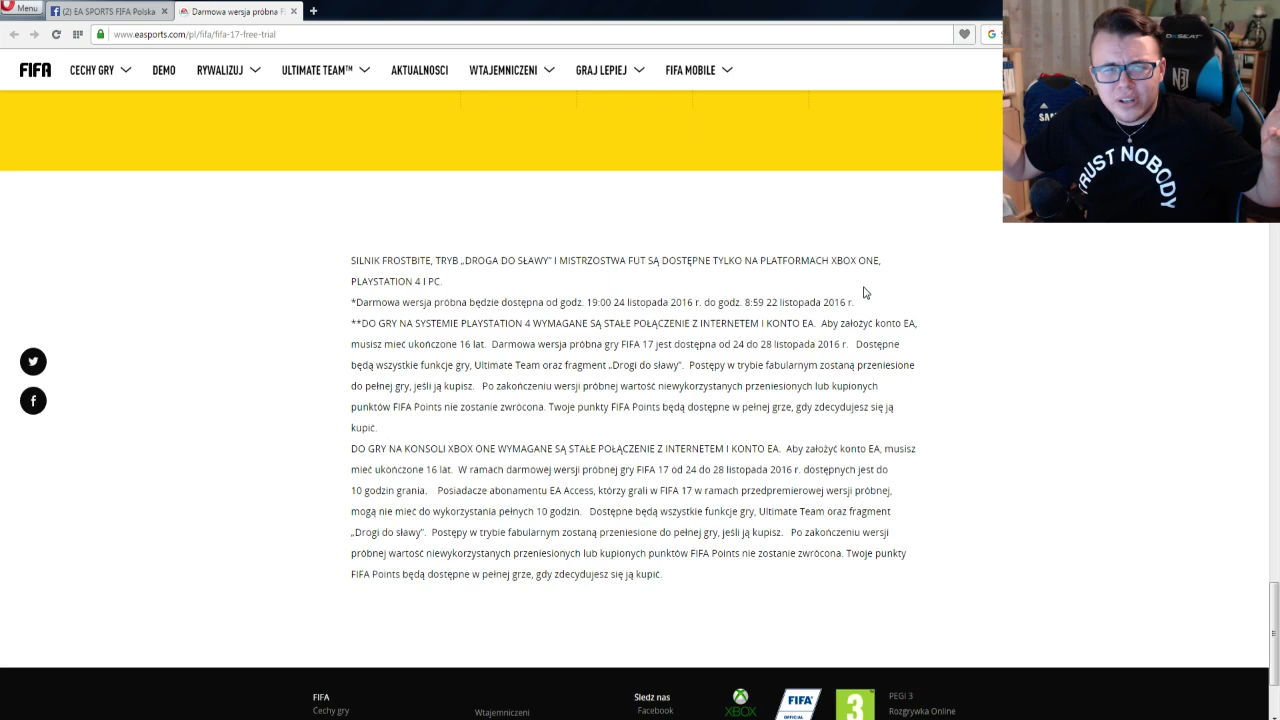 Menu
(2) EA SPORTS FIFA Polska
Darmowa wersja próbna F
www.easports.com/pl/fifa/fifa-17-free-trial
FIFA
CECHY GRY
DEMO
RYWALIZUJ
ULTIMATE TEAM™
AKTUALNOSCI
WTAJEMNICZENI
GRAJ LEPIEJ
FIFA MOBILE
DXSEAT
SAMS
TRUST NOBODY
SILNIK FROSTBITE, TRYB „DROGA DO SŁAWY” I MISTRZOSTWA FUT SĄ DOSTĘPNE TYLKO NA PLATFORMACH XBOX ONE,
PLAYSTATION 4 I PC.
*Darmowa wersja próbna będzie dostępna od godz. 19:00 24 listopada 2016 r. do godz. 8:59 22 listopada 2016 r.
**DO GRY NA SYSTEMIE PLAYSTATION 4 WYMAGANE SĄ STAŁE POŁĄCZENIE Z INTERNETEM I KONTO EA. Aby założyć konto EA,
musisz mieć ukończone 16 lat. Darmowa wersja próbna gry FIFA 17 jest dostępna od 24 do 28 listopada 2016 r. Dostępne
będą wszystkie funkcje gry, Ultimate Team oraz fragment „Drogi do sławy”. Postępy w trybie fabularnym zostaną przeniesione
do pełnej gry, jeśli ją kupisz. Po zakończeniu wersji próbnej wartość niewykorzystanych przeniesionych lub kupionych
punktów FIFA Points nie zostanie zwrócona. Twoje punkty FIFA Points będą dostępne w pełnej grze, gdy zdecydujesz się ją
kupić.
DO GRY NA KONSOLI XBOX ONE WYMAGANE SĄ STAŁE POŁĄCZENIE Z INTERNETEM I KONTO EA. Aby założyć konto EA, musisz
mieć ukończone 16 lat. W ramach darmowej wersji próbnej gry FIFA 17 od 24 do 28 listopada 2016 r. dostępnych jest do
10 godzin grania. Posiadacze abonamentu EA Access, którzy grali w FIFA 17 w ramach przedpremierowej wersji próbnej,
mogą nie mieć do wykorzystania pełnych 10 godzin. Dostępne będą wszystkie funkcje gry, Ultimate Team oraz fragment
„Drogi do sławy”. Postępy w trybie fabularnym zostaną przeniesione do pełnej gry, jeśli ją kupisz. Po zakończeniu wersji
próbnej wartość niewykorzystanych przeniesionych lub kupionych punktów FIFA Points nie zostanie zwrócona. Twoje punkty
FIFA Points będą dostępne w pełnej grze, gdy zdecydujesz się ją kupić.
FIFA
Cechy gry
Wtajemniczeni
Sledz nas
Facebook
XBOX
FIFA
OFFICIAL
3
PEGI 3
Rozgrywka Online